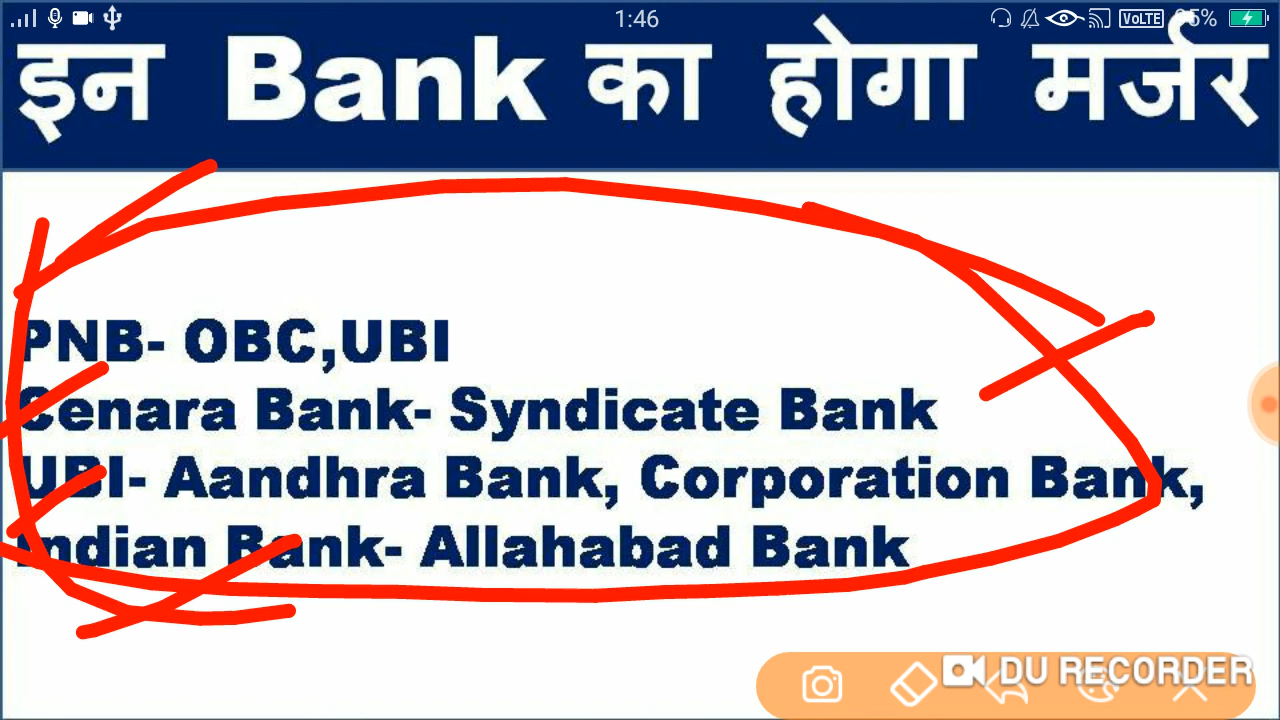 1:46
VoLTE
इन Bank का होगा मर्जर
PNB- OBC,UBI
Cenara Bank- Syndicate Bank
UBI- Aandhra Bank, Corporation Bank,
Indian Bank- Allahabad Bank
DU RECORDER